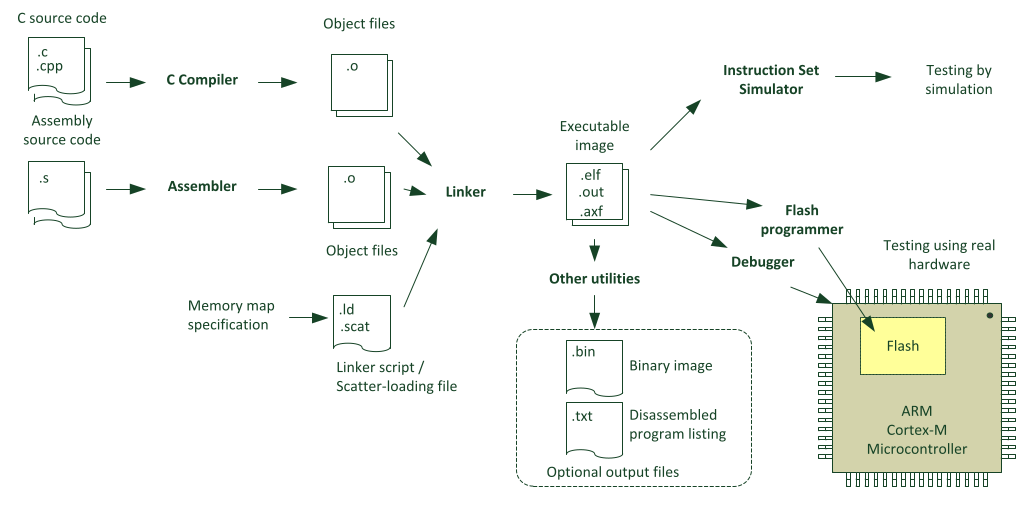 C source code
.c
.cpp
C Compiler
Object files
.o
Assembly
source code
.s
Assembler
.o
Object files
Linker
Memory map
specification
.ld
.scat
Linker script /
Scatter-loading file
Executable
image
.elf
.out
.axf
Other utilities
.bin
Binary image
.txt
Disassembled
program listing
Optional output files
Instruction Set
Simulator
Testing by
simulation
Flash
programmer
Debugger
Testing using real
hardware
Flash
ARM
Cortex-M
Microcontroller